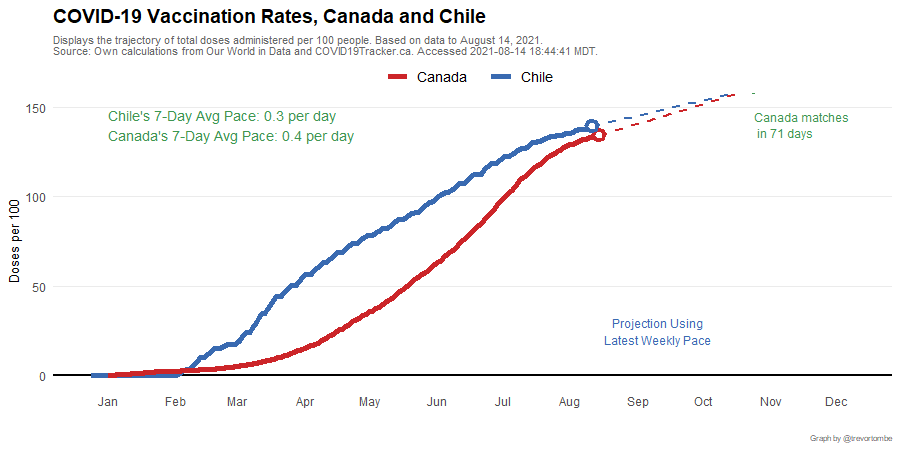 COVID-19 Vaccination Rates, Canada and Chile
Displays the trajectory of total doses administered per 100 people. Based on data to August 14, 2021.
Source: Own calculations from Our World in Data and COVID19Tracker.ca. Accessed 2021-08-14 18:44:41 MDT.
Canada Chile
Chile's 7-Day Avg Pace: 0.3 per day
Canada's 7-Day Avg Pace: 0.4 per day
Canada matches
in 71 days
Projection Using
Latest Weekly Pace
Doses per 100
150
100
50
0
Jan Feb Mar Apr May Jun Jul Aug Sep Oct Nov Dec
Graph by @trevortombe